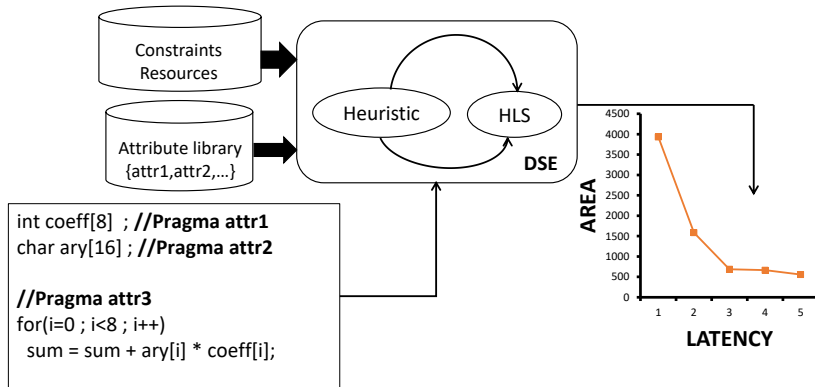 Constraints
Resources
Attribute library
{attr1,attr2,...}
Heuristic
HLS
DSE
int coeff[8] ; //Pragma attr1
char ary[16] ; //Pragma attr2
//Pragma attr3
for(i=0 ; i<8 ; i++)
sum = sum + ary[i] * coeff[i];
AREA
4500
4000
3500
3000
2500
2000
1500
1000
500
0
1 2 3 4 5
LATENCY